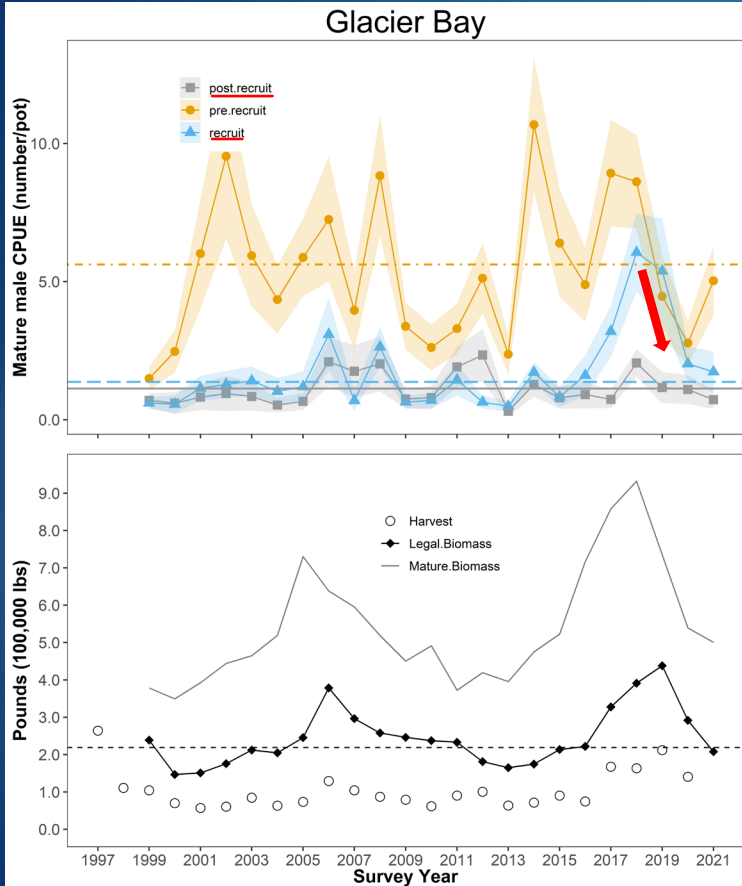 Glacier Bay
Mature male CPUE (number/pot)
10.0
5.0
0.0
post.recruit
pre.recruit
recruit
Pounds (100,000 lbs)
9.0
8.0
7.0
6.0
5.0
4.0
3.0
2.0
1.0
0.0
Harvest
Legal.Biomass
Mature.Biomass
1997 1999 2001 2003 2005 2007 2009 2011 2013 2015 2017 2019 2021
Survey Year